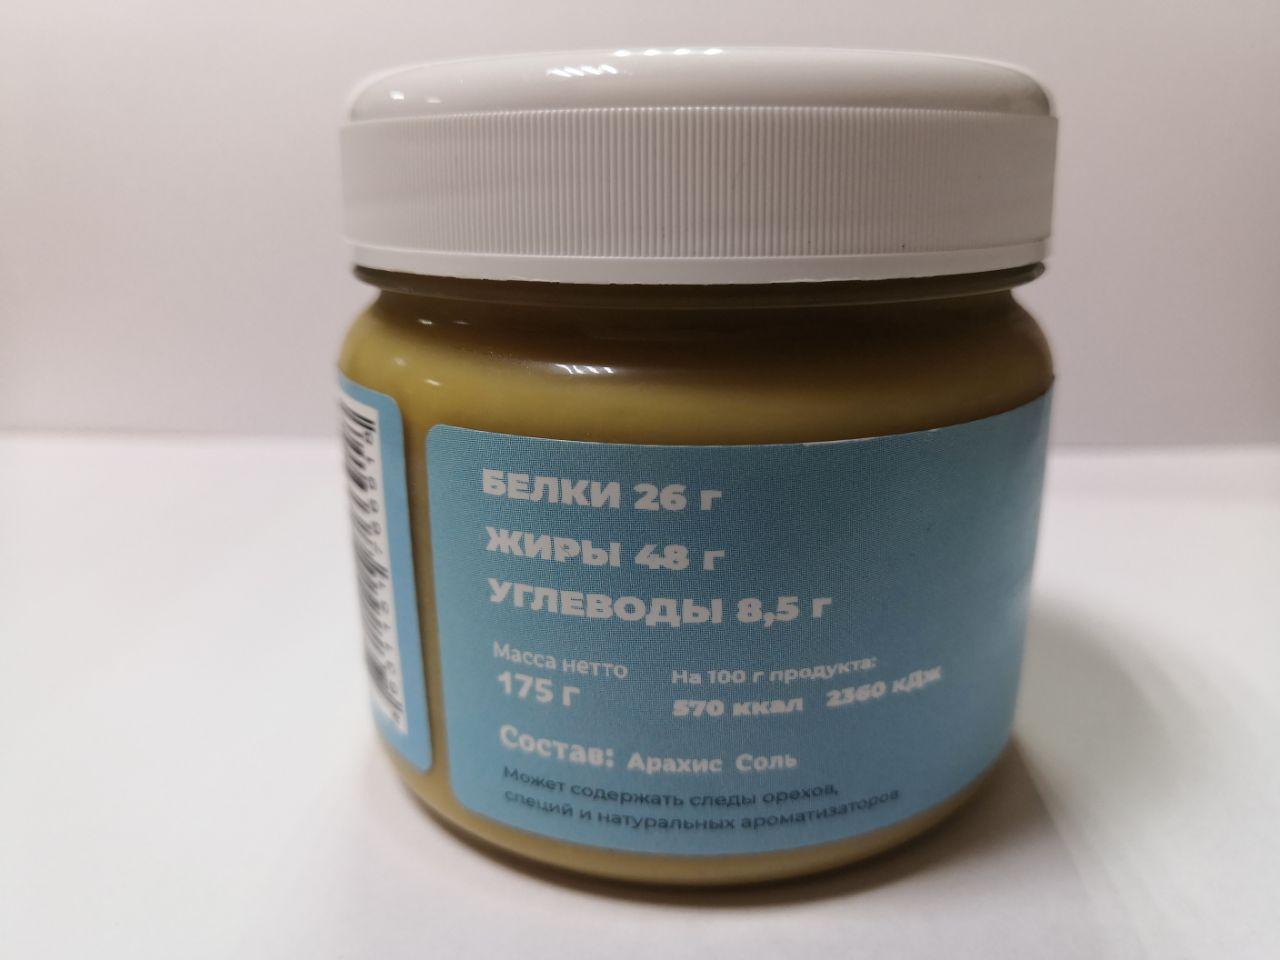 БЕЛКИ 26 г
ЖИРЫ 48 г
УГЛЕВОДЫ 8,5 г
Масса нетто
175 г
На 100 г продукта:
570 ккал 2360 кДж
Состав: Арахис Соль
Может содержать следы орехов,
специй и натуральных ароматизаторов